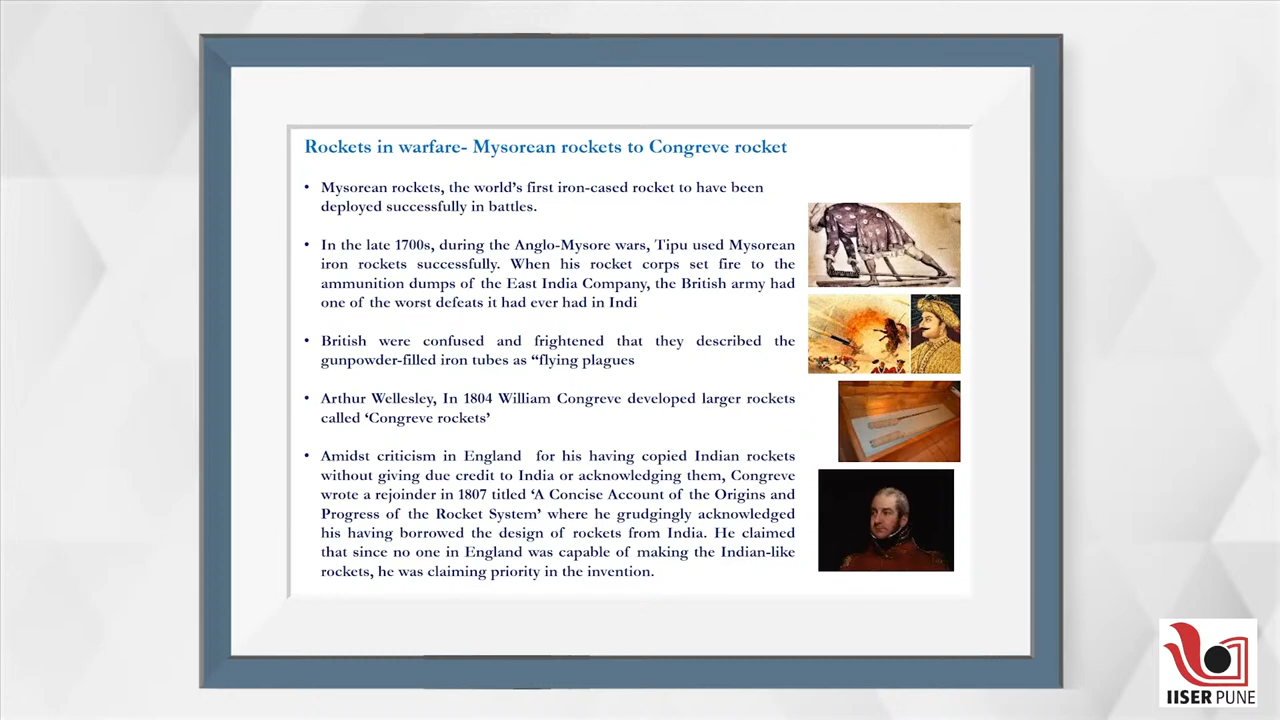 Rockets in warfare- Mysorean rockets to Congreve rocket
• Mysorean rockets, the world's first iron-cased rocket to have been
deployed successfully in battles.
• In the late 1700s, during the Anglo-Mysore wars, Tipu used Mysorean
iron rockets successfully. When his rocket corps set fire to the
ammunition dumps of the East India Company, the British army had
one of the worst defeats it had ever had in Indi
• British were confused and frightened that they described the
gunpowder-filled iron tubes as “flying plagues
• Arthur Wellesley, In 1804 William Congreve developed larger rockets
called ‘Congreve rockets’
• Amidst criticism in England for his having copied Indian rockets
without giving due credit to India or acknowledging them, Congreve
wrote a rejoinder in 1807 titled ‘A Concise Account of the Origins and
Progress of the Rocket System’ where he grudgingly acknowledged
his having borrowed the design of rockets from India. He claimed
that since no one in England was capable of making the Indian-like
rockets, he was claiming priority in the invention.
IISER PUNE